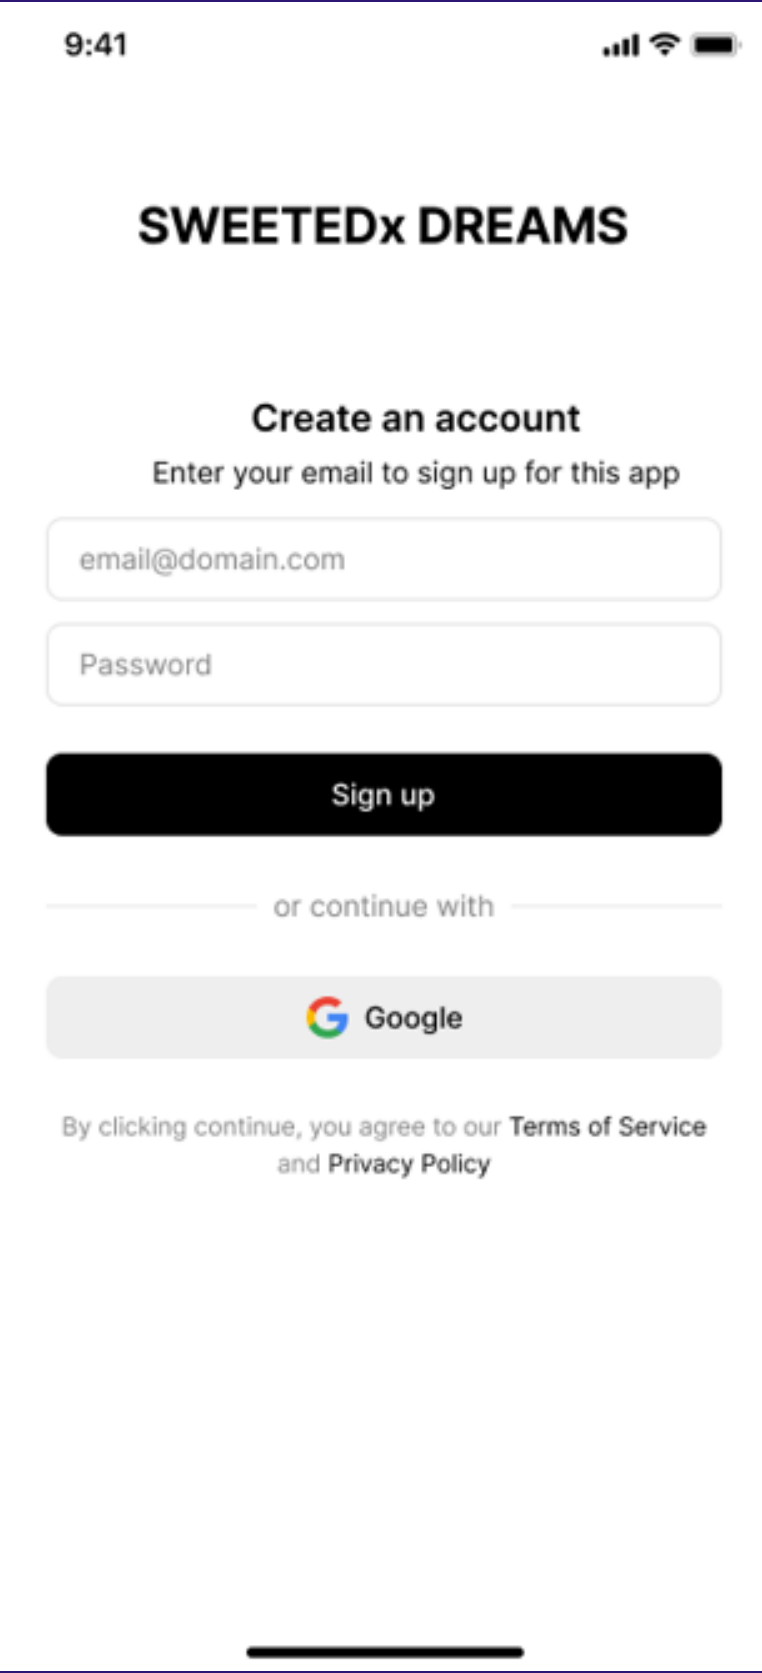 9:41
SWEETEDx DREAMS
Create an account
Enter your email to sign up for this app
email@domain.com
Password
Sign up
or continue with
Google
By clicking continue, you agree to our Terms of Service
and Privacy Policy